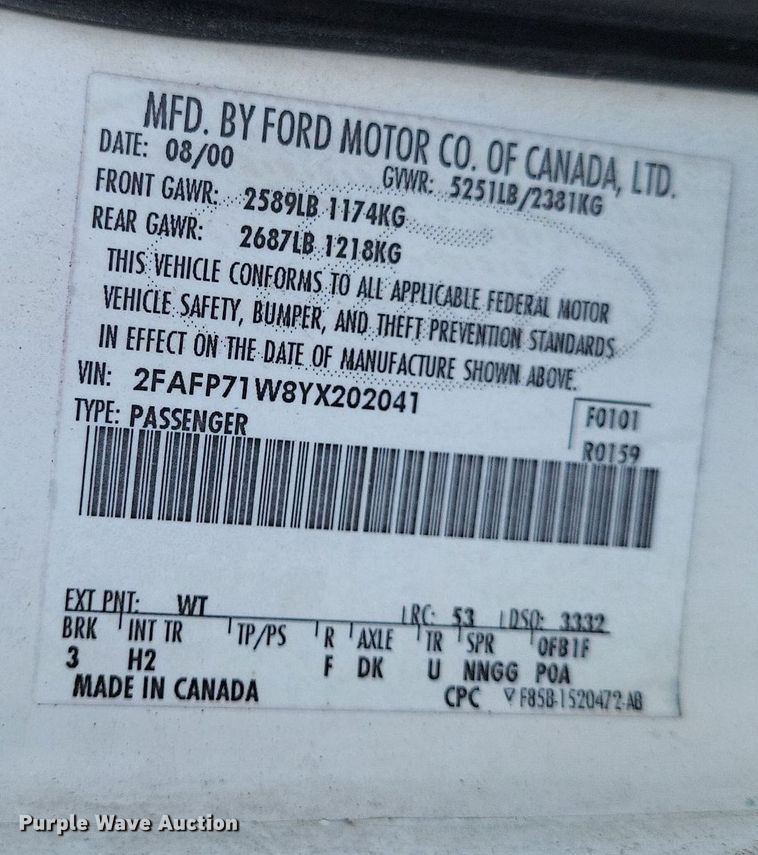 MFD. BY FORD MOTOR CO. OF CANADA, LTD.
DATE: 08/00 GVWR: 5251LB/2381KG
FRONT GAWR: 2589LB 1174KG
REAR GAWR: 2687LB 1218KG
THIS VEHICLE CONFORMS TO ALL APPLICABLE FEDERAL MOTOR
VEHICLE SAFETY, BUMPER, AND THEFT PREVENTION STANDARDS
IN EFFECT ON THE DATE OF MANUFACTURE SHOWN ABOVE.
VIN: 2FAFP71W8YX202041
TYPE: PASSENGER
F0101
R0159
EXT PNT: WT LRC: 53 LDSO: 3332
BRK INT TR TP/PS R AXLE TR SPR OFB1F
3 H2 F DK U NNGG POA
MADE IN CANADA CPC F85B-1520472-AB
Purple Wave Auction